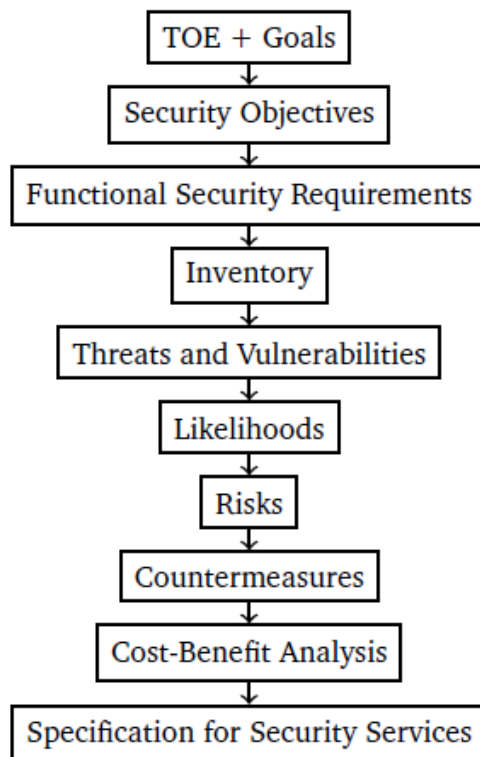 TOE + Goals
Security Objectives
Functional Security Requirements
Inventory
Threats and Vulnerabilities
Likelihoods
Risks
Countermeasures
Cost-Benefit Analysis
Specification for Security Services